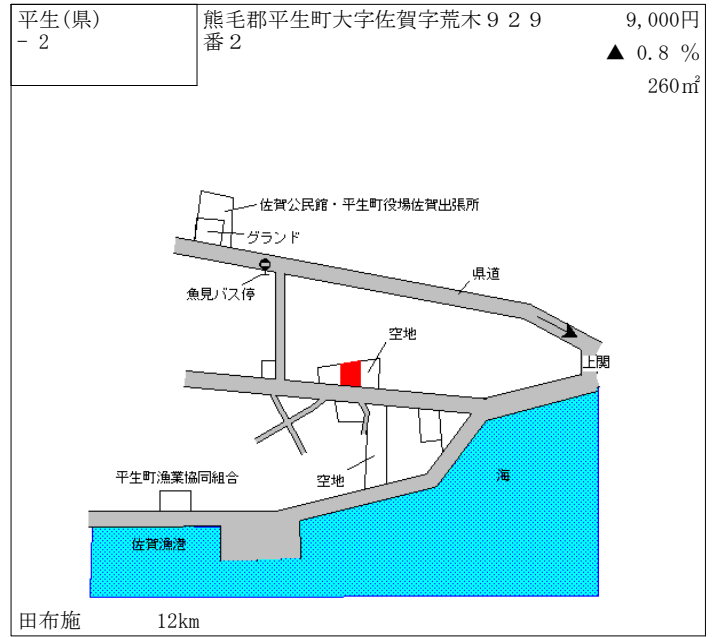 平生(県)
- 2
熊毛郡平生町大字佐賀字荒木９２９
番２
9,000円
▲ 0.8 %
260㎡
佐賀公民館・平生町役場佐賀出張所
グランド
県道
魚見バス停
空地
上関
空地
海
平生町漁業協同組合
佐賀漁港
田布施 12km